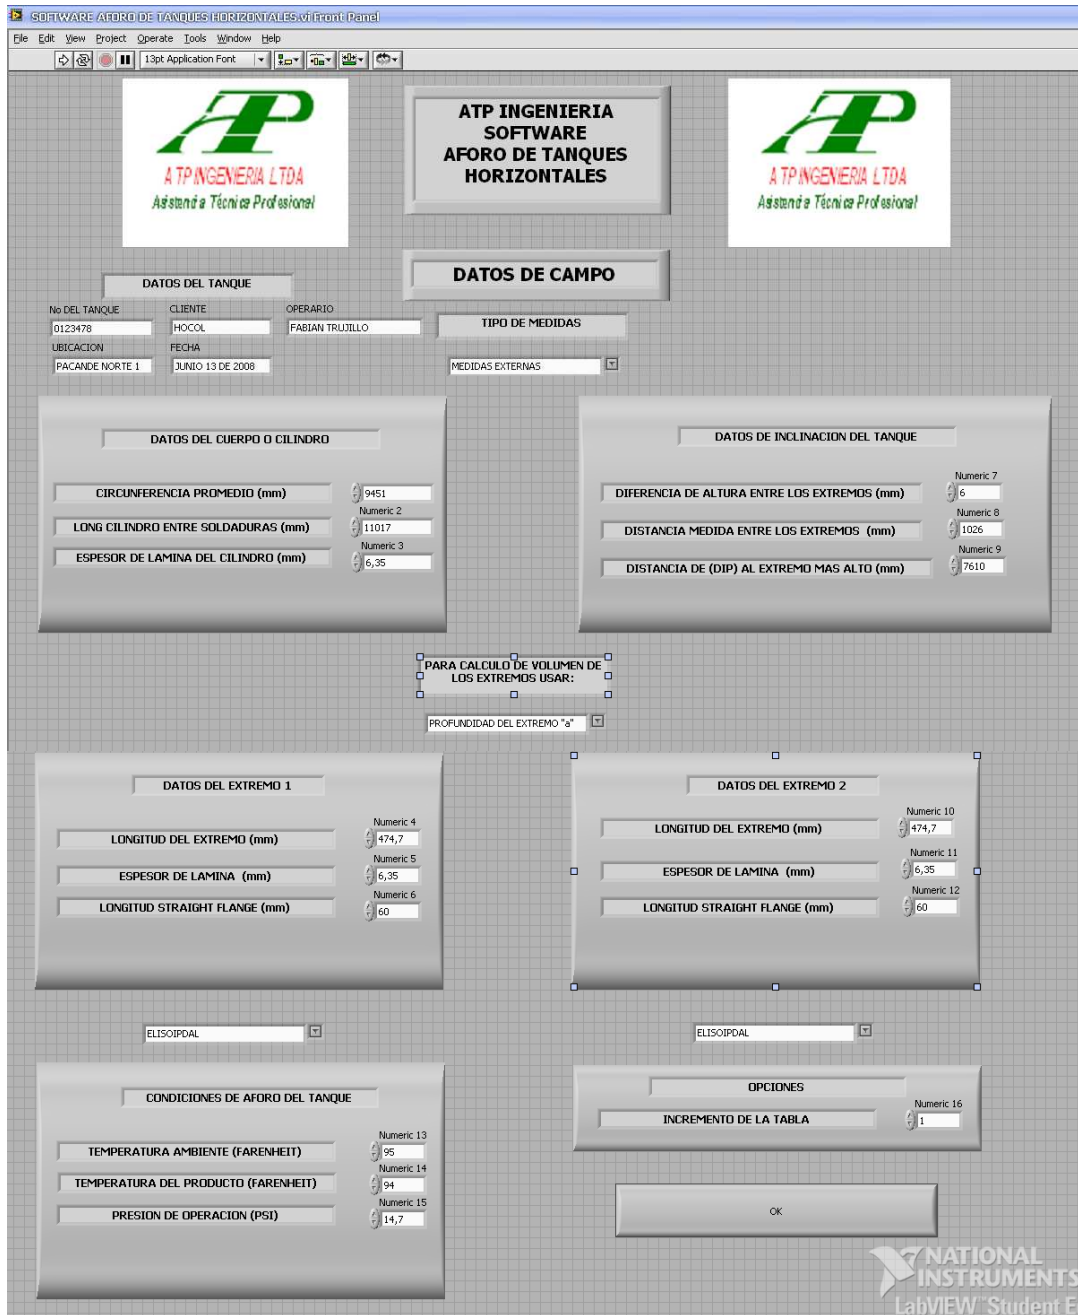 SOFTWARE AFORO DE TANQUES HORIZONTALES.vi Front Panel
File Edit View Project Operate Tools Window Help
13pt Application Font
ATP INGENIERIA LTDA
Asistencia Técnica Profesional
ATP INGENIERIA
SOFTWARE
AFORO DE TANQUES
HORIZONTALES
ATP INGENIERIA LTDA
Asistencia Técnica Profesional
DATOS DE CAMPO
DATOS DEL TANQUE
No DEL TANQUE CLIENTE OPERARIO
0123478 HOCOL FABIAN TRUJILLO
UBICACION FECHA
PACANDE NORTE 1 JUNIO 13 DE 2008
TIPO DE MEDIDAS
MEDIDAS EXTERNAS
DATOS DEL CUERPO O CILINDRO
CIRCUNFERENCIA PROMEDIO (mm) 9451
Numeric 2
LONG CILINDRO ENTRE SOLDADURAS (mm) 11017
Numeric 3
ESPESOR DE LAMINA DEL CILINDRO (mm) 6,35
DATOS DE INCLINACION DEL TANQUE
Numeric 7
DIFERENCIA DE ALTURA ENTRE LOS EXTREMOS (mm) 6
Numeric 8
DISTANCIA MEDIDA ENTRE LOS EXTREMOS (mm) 1026
Numeric 9
DISTANCIA DE (DIP) AL EXTREMO MAS ALTO (mm) 7610
PARA CALCULO DE VOLUMEN DE
LOS EXTREMOS USAR:
PROFUNDIDAD DEL EXTREMO "a"
DATOS DEL EXTREMO 1
Numeric 4
LONGITUD DEL EXTREMO (mm) 474,7
Numeric 5
ESPESOR DE LAMINA (mm) 6,35
Numeric 6
LONGITUD STRAIGHT FLANGE (mm) 60
DATOS DEL EXTREMO 2
Numeric 10
LONGITUD DEL EXTREMO (mm) 474,7
Numeric 11
ESPESOR DE LAMINA (mm) 6,35
Numeric 12
LONGITUD STRAIGHT FLANGE (mm) 60
ELISOIPDAL
ELISOIPDAL
CONDICIONES DE AFORO DEL TANQUE
Numeric 13
TEMPERATURA AMBIENTE (FARENHEIT) 95
Numeric 14
TEMPERATURA DEL PRODUCTO (FARENHEIT) 94
Numeric 15
PRESION DE OPERACION (PSI) 14,7
OPCIONES
Numeric 16
INCREMENTO DE LA TABLA 1
OK
NATIONAL
INSTRUMENTS
LabVIEW™ Student E